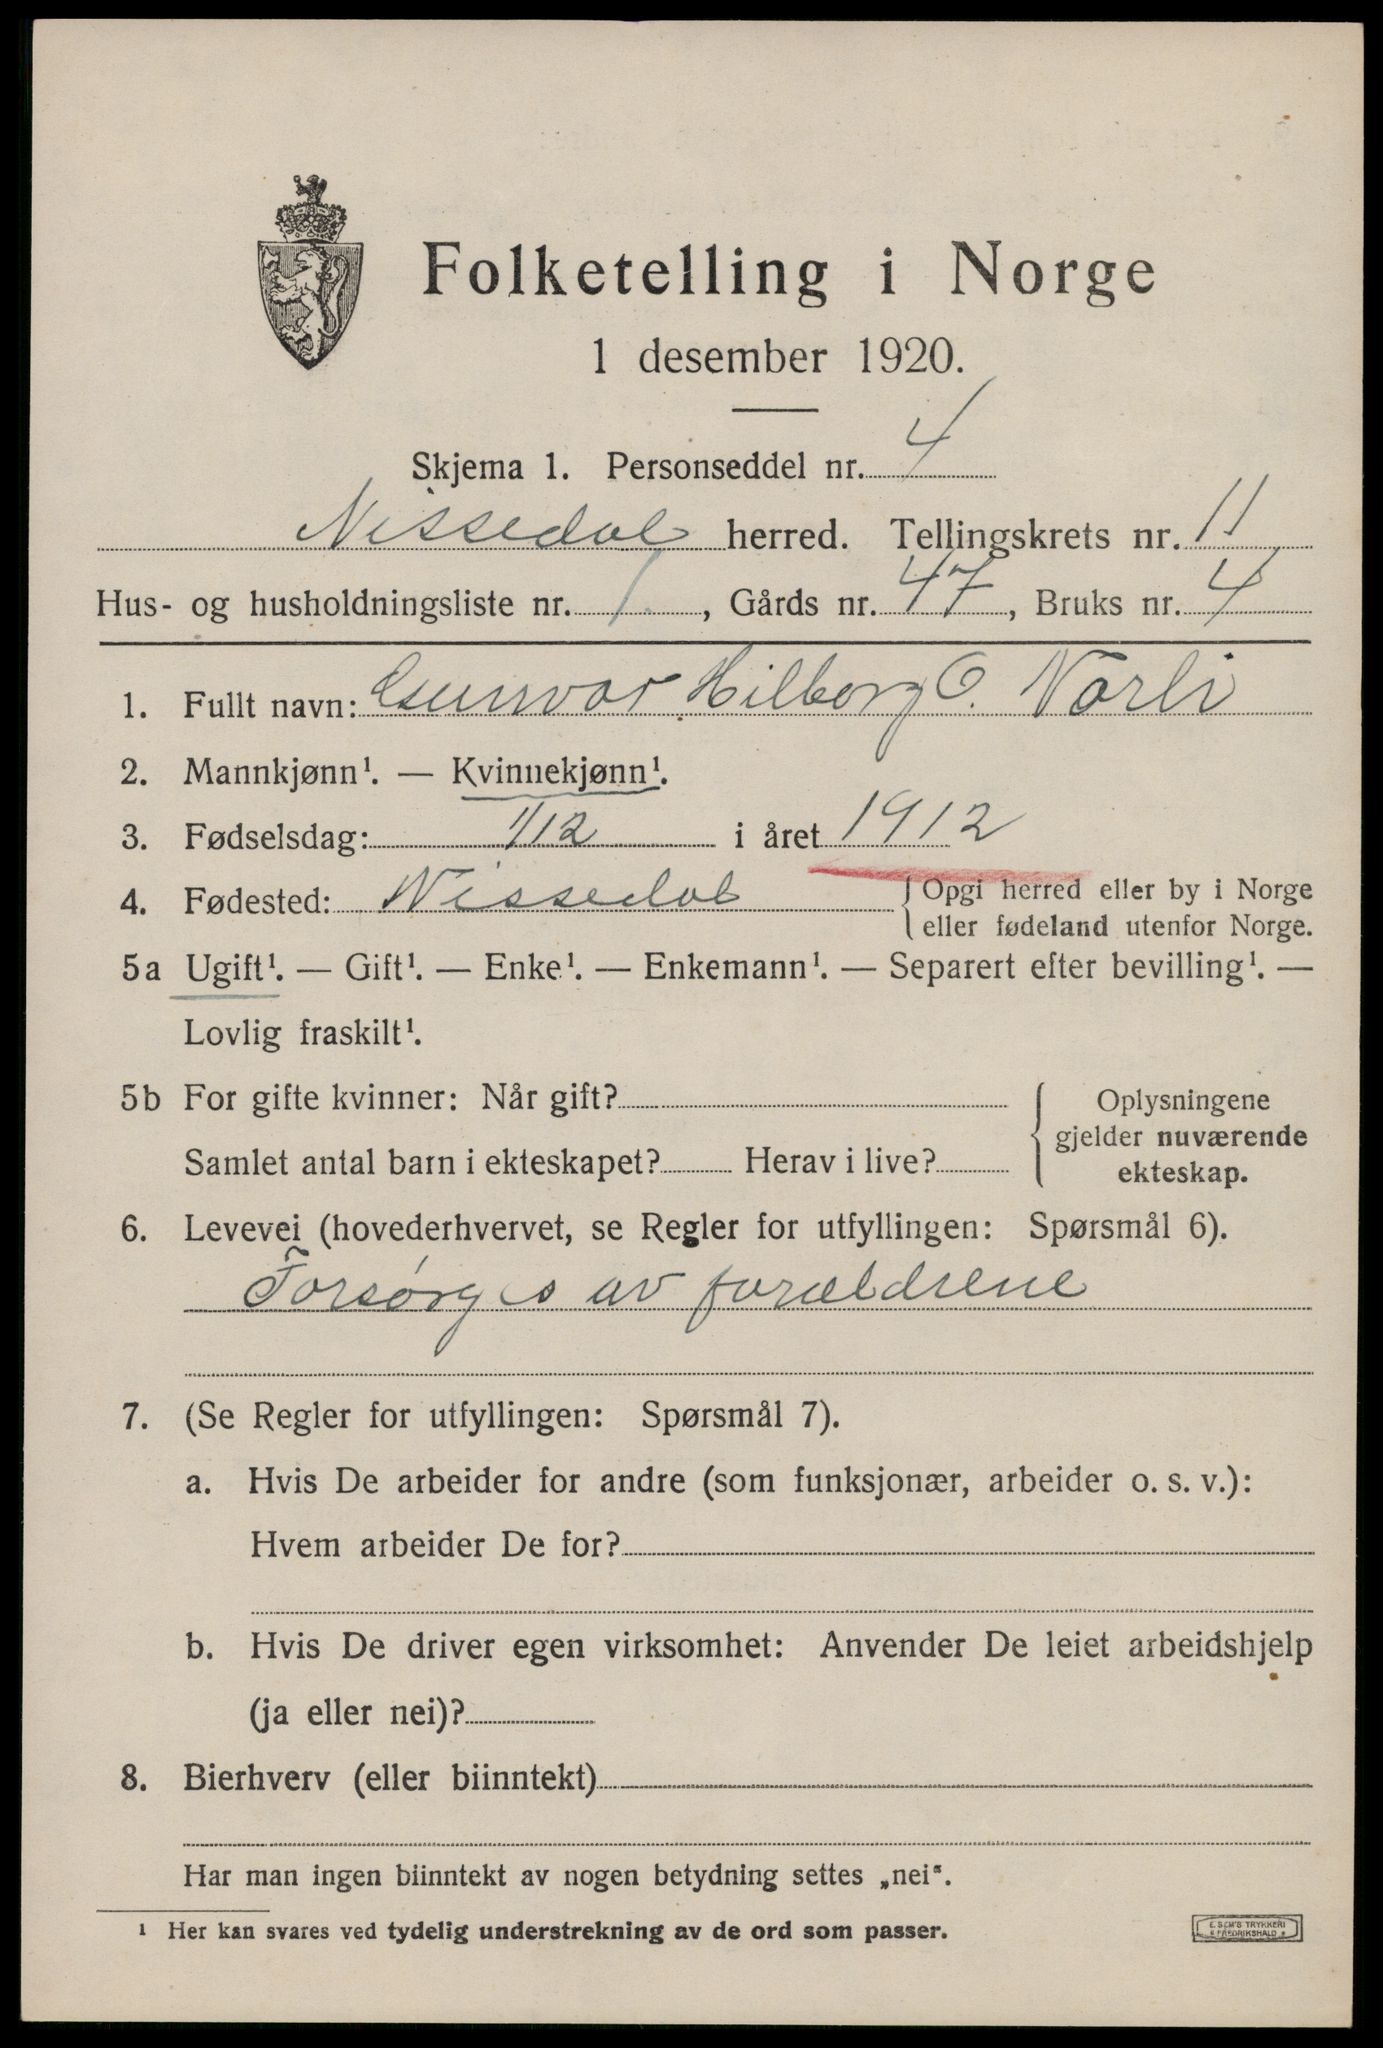 Folketelling i Norge
1 desember 1920.
Skjema 1. Personseddel nr. 4
Nissedal herred. Tellingskrets nr. 11
Hus- og husholdningsliste nr. 1., Gårds nr. 47, Bruks nr. 4
1. Fullt navn: Gunvor Hilborg O. Norli
2. Mannkjønn¹. — Kvinnekjønn¹.
3. Fødselsdag: 1/12 i året 1912
4. Fødested: Nissedal { Opgi herred eller by i Norge
eller fødeland utenfor Norge.
5a Ugift¹. — Gift¹. — Enke¹. — Enkemann¹. — Separert efter bevilling¹. —
Lovlig fraskilt¹.
5b For gifte kvinner: Når gift?
Samlet antal barn i ekteskapet? Herav i live?
Oplysningene
gjelder nuværende
ekteskap.
6. Levevei (hovederhvervet, se Regler for utfyllingen: Spørsmål 6).
Forsørges av forældrene
7. (Se Regler for utfyllingen: Spørsmål 7).
a. Hvis De arbeider for andre (som funksjonær, arbeider o. s. v.):
Hvem arbeider De for?
b. Hvis De driver egen virksomhet: Anvender De leiet arbeidshjelp
(ja eller nei)?
8. Bierhverv (eller biinntekt)
Har man ingen biinntekt av nogen betydning settes „nei“.
¹ Her kan svares ved tydelig understrekning av de ord som passer.
E. SEM'S TRYKKERI
FREDRIKSHALD